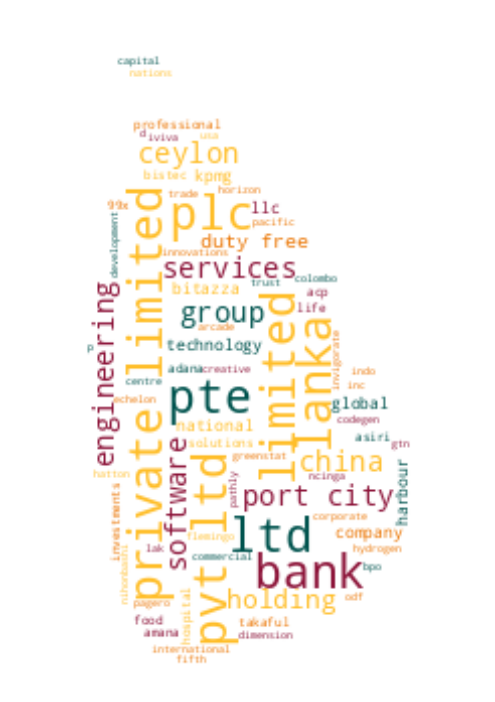 capital
nations
professional
d
iviva
usa
ceylon
bistec
kpmg
trade
horizon
99x
plc
llc
pacific
development
private limited
duty free
innovations
services
trust
colombo
bitazza
acp
life
engineering
group
arcade
limited
lanka
invigorate
p
technology
adana
creative
centre
indo
inc
echelon
pte
global
codegen
national
asiri
gtn
solutions
software
greenstat
china
hatton
pvt ltd
pathly
ncinga
port city
harbour
investments
nihonbashi
flemingo
ltd
corporate
company
lak
commercial
hydrogen
bank
bpo
pagero
hospital
holding
odf
food
amana
takaful
dimension
international
fifth